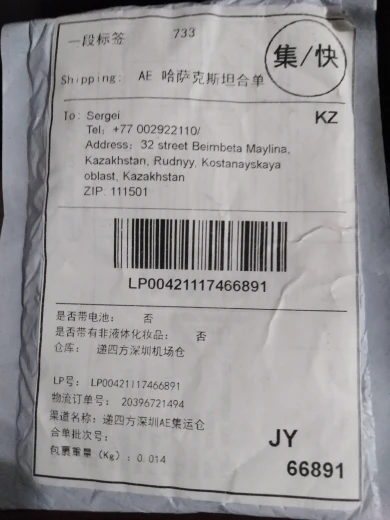 一段标签 733
集/快
Shipping: AE 哈萨克斯坦合单
To: Sergei
KZ
Tel: +77 002922110/
Address: 32 street Beimbeta Maylina,
Kazakhstan, Rudnyy, Kostanayskaya
oblast, Kazakhstan
ZIP: 111501
LP00421117466891
是否带电池: 否
是否带有非液体化妆品: 否
仓库: 递四方深圳机场仓
LP号: LP00421117466891
物流订单号: 20396721494
渠道名称: 递四方深圳AE集运仓
合单批次号:
包裹重量 (Kg): 0.014
JY
66891